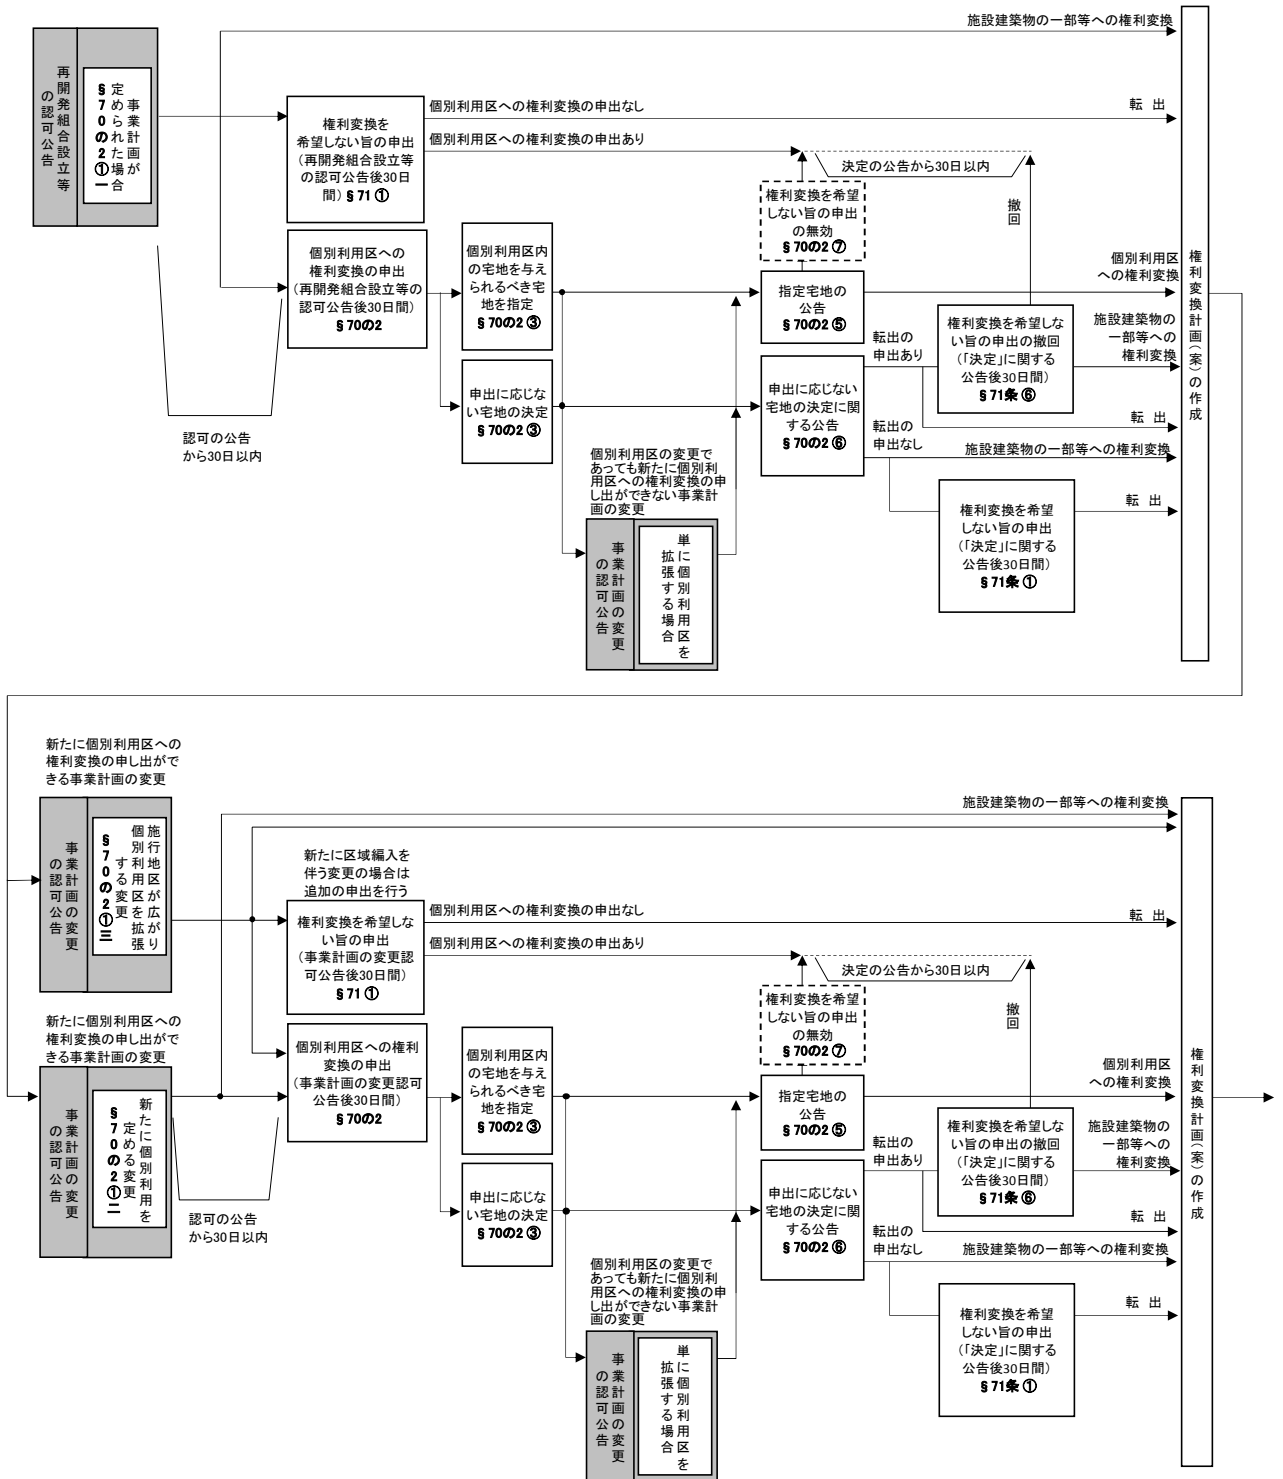 再開発組合設立等
の認可公告
事業計画が
定められた場合
§70の2①一
施設建築物の一部等への権利変換
権利変換を
希望しない旨の申出
（再開発組合設立等
の認可公告後30日
間）§71①
個別利用区への権利変換の申出なし
転 出
個別利用区への権利変換の申出あり
決定の公告から30日以内
権利変換を希望
しない旨の申出
の無効
§70の2⑦
撤
回
個別利用区への
権利変換の申出
（再開発組合設立等の
認可公告後30日間）
§70の2
個別利用区内
の宅地を与え
られるべき宅
地を指定
§70の2③
指定宅地の
公告
§70の2⑤
個別利用区
への権利変換
申出に応じな
い宅地の決定
§70の2③
申出に応じない
宅地の決定に関
する公告
§70の2⑥
転出の
申出あり
権利変換を希望しな
い旨の申出の撤回
（「決定」に関する
公告後30日間）
§71条⑥
施設建築物の
一部等への
権利変換
転 出
転出の
申出なし
施設建築物の一部等への権利変換
権利変換を希望
しない旨の申出
（「決定」に関する
公告後30日間）
§71条①
転 出
認可の公告
から30日以内
個別利用区の変更で
あっても新たに個別利
用区への権利変換の申
し出ができない事業計
画の変更
事業計画の変更
の認可公告
単に個別利用区を
拡張する場合
権利変換計画（案）の作成
新たに個別利用区への
権利変換の申し出がで
きる事業計画の変更
事業計画の変更
の認可公告
施行地区が広がり
個別利用区を拡張
する変更
§70の2①三
新たに個別利用区への
権利変換の申し出がで
きる事業計画の変更
事業計画の変更
の認可公告
新たに個別利用を
定める変更
§70の2①二
施設建築物の一部等への権利変換
新たに区域編入を
伴う変更の場合は
追加の申出を行う
権利変換を希望しな
い旨の申出
（事業計画の変更認
可公告後30日間）
§71①
個別利用区への権利変換の申出なし
転 出
個別利用区への権利変換の申出あり
決定の公告から30日以内
権利変換を希望
しない旨の申出
の無効
§70の2⑦
撤
回
個別利用区への権利
変換の申出
（事業計画の変更認可
公告後30日間）
§70の2
個別利用区内
の宅地を与え
られるべき宅
地を指定
§70の2③
指定宅地の
公告
§70の2⑤
個別利用区
への権利変換
申出に応じな
い宅地の決定
§70の2③
申出に応じない
宅地の決定に関
する公告
§70の2⑥
転出の
申出あり
権利変換を希望しな
い旨の申出の撤回
（「決定」に関する
公告後30日間）
§71条⑥
施設建築物の
一部等への
権利変換
転 出
転出の
申出なし
施設建築物の一部等への権利変換
権利変換を希望
しない旨の申出
（「決定」に関する
公告後30日間）
§71条①
転 出
認可の公告
から30日以内
個別利用区の変更で
あっても新たに個別利
用区への権利変換の申
し出ができない事業計
画の変更
事業計画の変更
の認可公告
単に個別利用区を
拡張する場合
権利変換計画（案）の作成